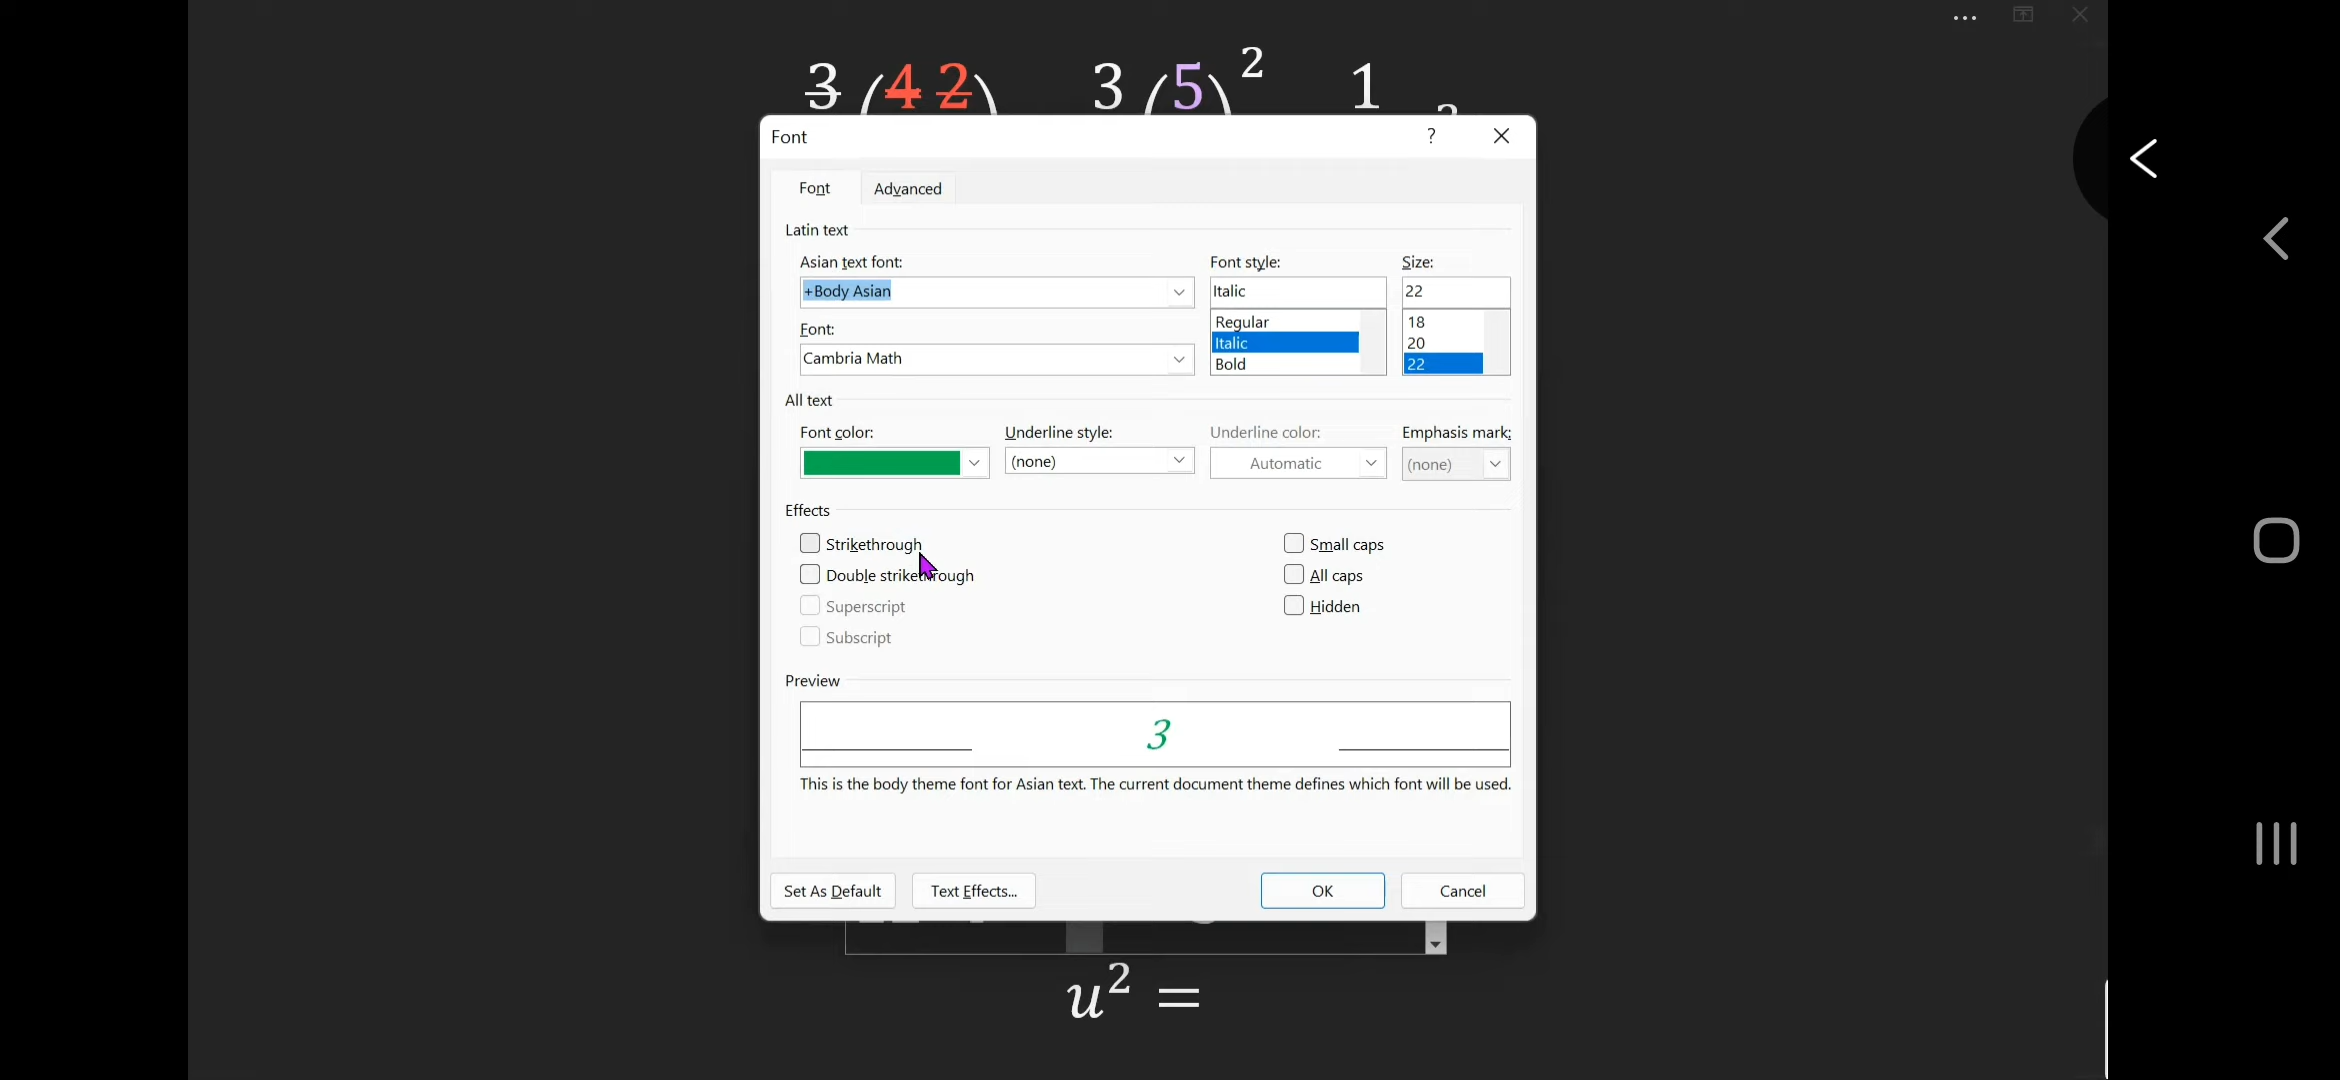 3 (4 2) 3 (5)² 1
Font ?
Font Advanced
Latin text
Asian text font: Font style: Size:
+Body Asian Italic 22
Regular 18
Font: Italic 20
Cambria Math Bold 22
All text
Font color: Underline style: Underline color: Emphasis mark:
(none) Automatic (none)
Effects
Strikethrough Small caps
Double strikethrough All caps
Superscript Hidden
Subscript
Preview
3
This is the body theme font for Asian text. The current document theme defines which font will be used.
Set As Default Text Effects... OK Cancel
u² =